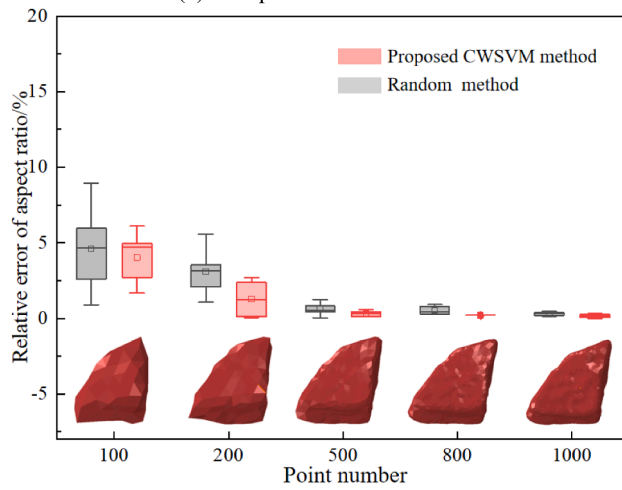 20
15
10
5
0
-5
Relative error of aspect ratio/%
Proposed CWSVM method
Random method
100 200 500 800 1000
Point number